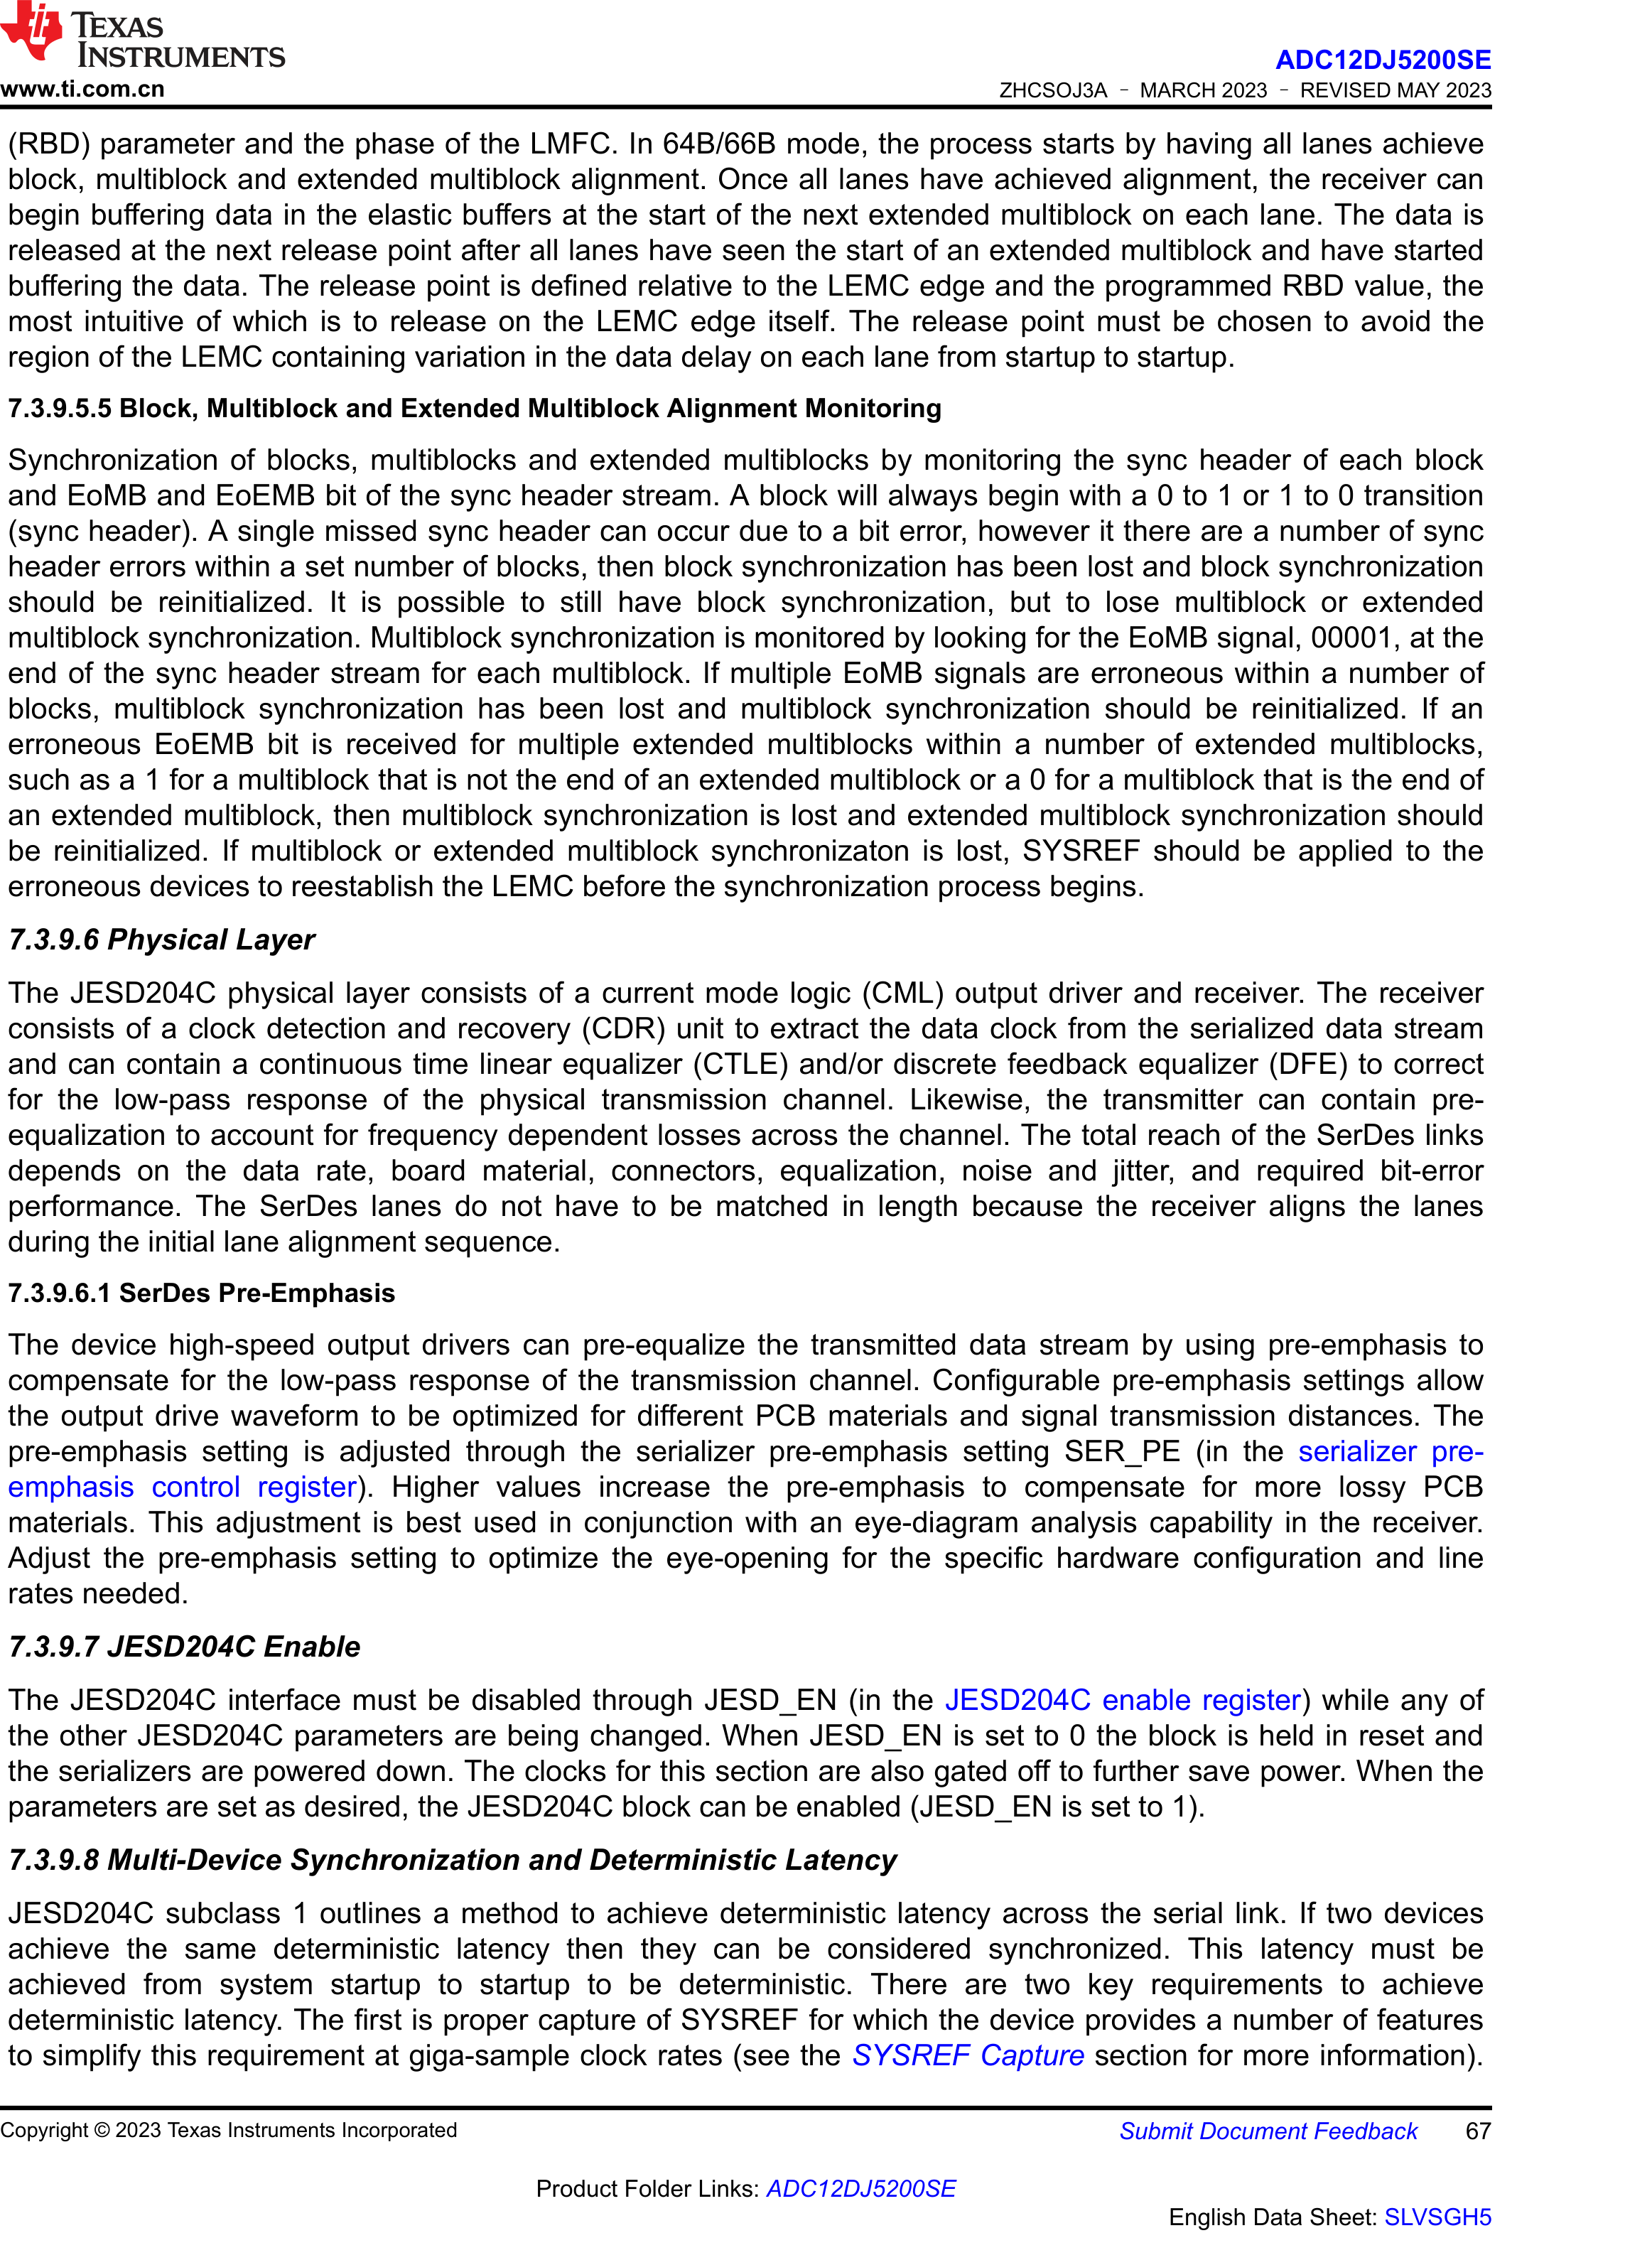 TEXAS
INSTRUMENTS
www.ti.com.cn
ADC12DJ5200SE
ZHCSOJ3A – MARCH 2023 – REVISED MAY 2023
(RBD) parameter and the phase of the LMFC. In 64B/66B mode, the process starts by having all lanes achieve
block, multiblock and extended multiblock alignment. Once all lanes have achieved alignment, the receiver can
begin buffering data in the elastic buffers at the start of the next extended multiblock on each lane. The data is
released at the next release point after all lanes have seen the start of an extended multiblock and have started
buffering the data. The release point is defined relative to the LEMC edge and the programmed RBD value, the
most intuitive of which is to release on the LEMC edge itself. The release point must be chosen to avoid the
region of the LEMC containing variation in the data delay on each lane from startup to startup.
7.3.9.5.5 Block, Multiblock and Extended Multiblock Alignment Monitoring
Synchronization of blocks, multiblocks and extended multiblocks by monitoring the sync header of each block
and EoMB and EoEMB bit of the sync header stream. A block will always begin with a 0 to 1 or 1 to 0 transition
(sync header). A single missed sync header can occur due to a bit error, however it there are a number of sync
header errors within a set number of blocks, then block synchronization has been lost and block synchronization
should be reinitialized. It is possible to still have block synchronization, but to lose multiblock or extended
multiblock synchronization. Multiblock synchronization is monitored by looking for the EoMB signal, 00001, at the
end of the sync header stream for each multiblock. If multiple EoMB signals are erroneous within a number of
blocks, multiblock synchronization has been lost and multiblock synchronization should be reinitialized. If an
erroneous EoEMB bit is received for multiple extended multiblocks within a number of extended multiblocks,
such as a 1 for a multiblock that is not the end of an extended multiblock or a 0 for a multiblock that is the end of
an extended multiblock, then multiblock synchronization is lost and extended multiblock synchronization should
be reinitialized. If multiblock or extended multiblock synchronizaton is lost, SYSREF should be applied to the
erroneous devices to reestablish the LEMC before the synchronization process begins.
7.3.9.6 Physical Layer
The JESD204C physical layer consists of a current mode logic (CML) output driver and receiver. The receiver
consists of a clock detection and recovery (CDR) unit to extract the data clock from the serialized data stream
and can contain a continuous time linear equalizer (CTLE) and/or discrete feedback equalizer (DFE) to correct
for the low-pass response of the physical transmission channel. Likewise, the transmitter can contain pre-
equalization to account for frequency dependent losses across the channel. The total reach of the SerDes links
depends on the data rate, board material, connectors, equalization, noise and jitter, and required bit-error
performance. The SerDes lanes do not have to be matched in length because the receiver aligns the lanes
during the initial lane alignment sequence.
7.3.9.6.1 SerDes Pre-Emphasis
The device high-speed output drivers can pre-equalize the transmitted data stream by using pre-emphasis to
compensate for the low-pass response of the transmission channel. Configurable pre-emphasis settings allow
the output drive waveform to be optimized for different PCB materials and signal transmission distances. The
pre-emphasis setting is adjusted through the serializer pre-emphasis setting SER_PE (in the serializer pre-
emphasis control register). Higher values increase the pre-emphasis to compensate for more lossy PCB
materials. This adjustment is best used in conjunction with an eye-diagram analysis capability in the receiver.
Adjust the pre-emphasis setting to optimize the eye-opening for the specific hardware configuration and line
rates needed.
7.3.9.7 JESD204C Enable
The JESD204C interface must be disabled through JESD_EN (in the JESD204C enable register) while any of
the other JESD204C parameters are being changed. When JESD_EN is set to 0 the block is held in reset and
the serializers are powered down. The clocks for this section are also gated off to further save power. When the
parameters are set as desired, the JESD204C block can be enabled (JESD_EN is set to 1).
7.3.9.8 Multi-Device Synchronization and Deterministic Latency
JESD204C subclass 1 outlines a method to achieve deterministic latency across the serial link. If two devices
achieve the same deterministic latency then they can be considered synchronized. This latency must be
achieved from system startup to startup to be deterministic. There are two key requirements to achieve
deterministic latency. The first is proper capture of SYSREF for which the device provides a number of features
to simplify this requirement at giga-sample clock rates (see the SYSREF Capture section for more information).
Copyright © 2023 Texas Instruments Incorporated
Submit Document Feedback 67
Product Folder Links: ADC12DJ5200SE
English Data Sheet: SLVSGH5